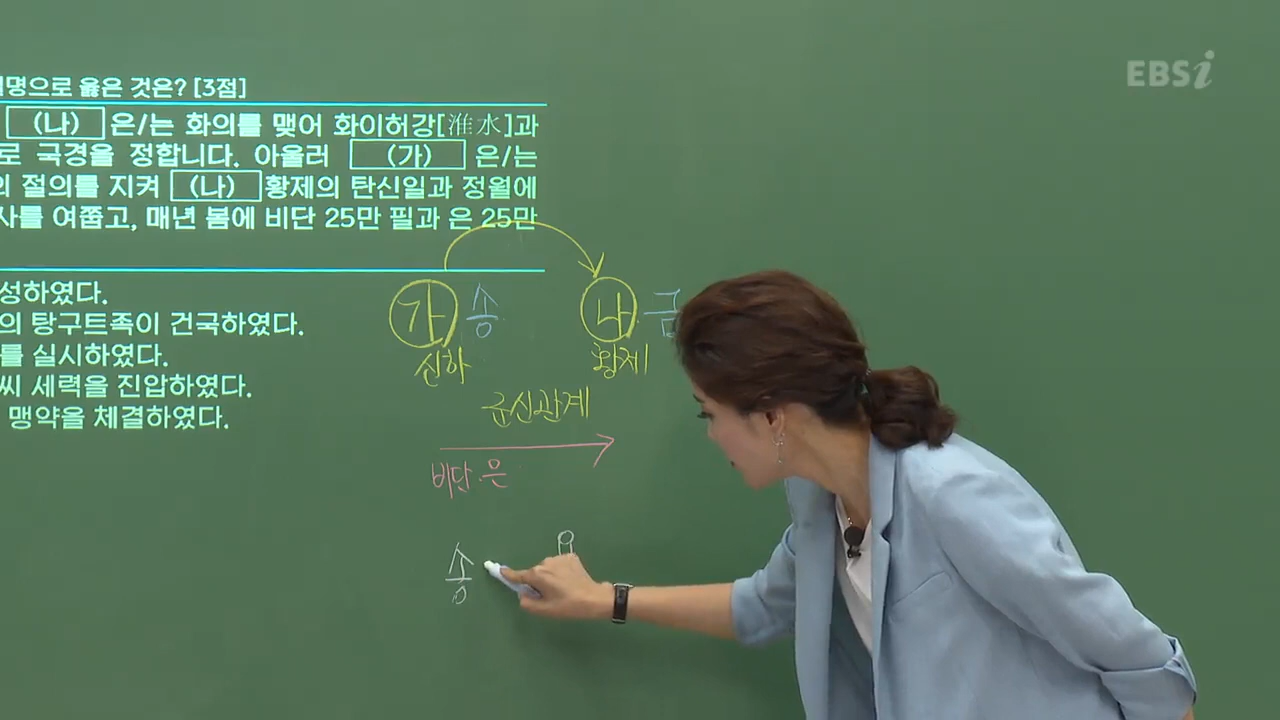 EBSi
명으로 옳은 것은? [3점]
(나) 은/는 화의를 맺어 화이허강[淮水]과
로 국경을 정합니다. 아울러 (가) 은/는
의 절의를 지켜 (나) 황제의 탄신일과 정월에
사를 여쭙고, 매년 봄에 비단 25만 필과 은 25만
성하였다.
의 탕구트족이 건국하였다.
를 실시하였다.
씨 세력을 진압하였다.
맹약을 체결하였다.
가 송 나 금
신하 황제
군신관계
비단·은
송